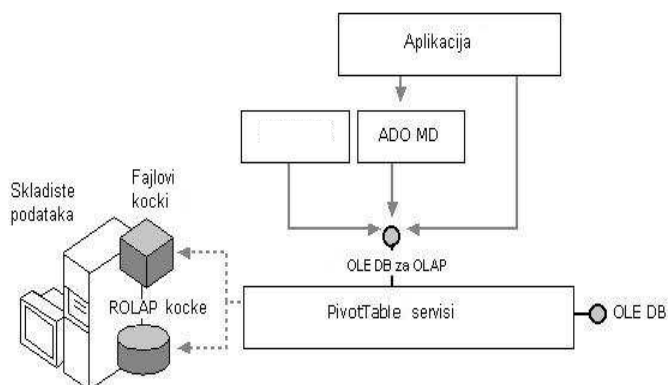 Aplikacija
ADO MD
Skladiste
podataka
Fajlovi
kocki
OLE DB za OLAP
ROLAP kocke
PivotTable servisi
OLE DB